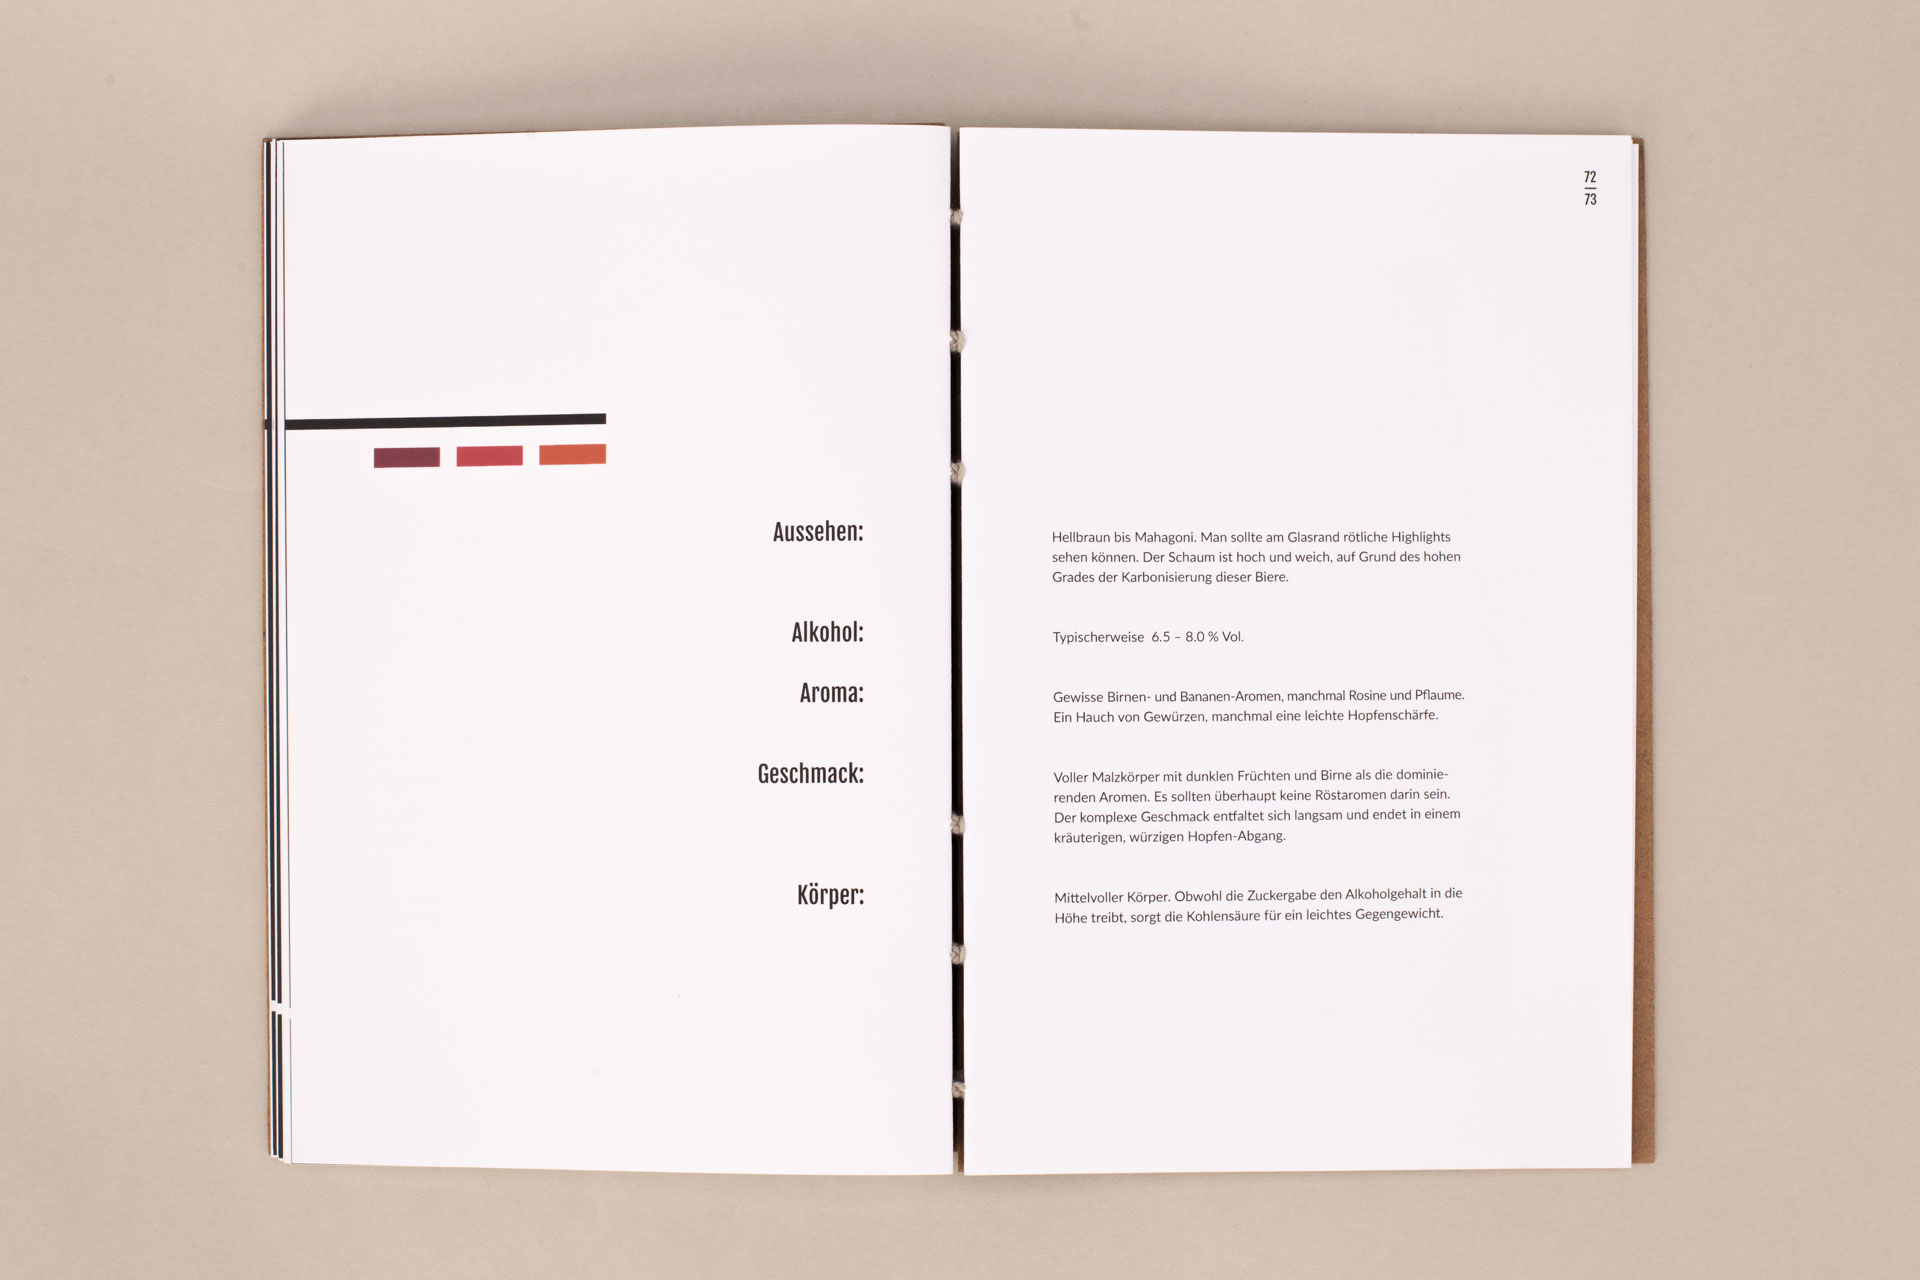 72
73
Aussehen:
Hellbraun bis Mahagoni. Man sollte am Glasrand rötliche Highlights
sehen können. Der Schaum ist hoch und weich, auf Grund des hohen
Grades der Karbonisierung dieser Biere.
Alkohol:
Typischerweise 6.5 – 8.0 % Vol.
Aroma:
Gewisse Birnen- und Bananen-Aromen, manchmal Rosine und Pflaume.
Ein Hauch von Gewürzen, manchmal eine leichte Hopfenschärfe.
Geschmack:
Voller Malzkörper mit dunklen Früchten und Birne als die dominie-
renden Aromen. Es sollten überhaupt keine Röstaromen darin sein.
Der komplexe Geschmack entfaltet sich langsam und endet in einem
kräuterigen, würzigen Hopfen-Abgang.
Körper:
Mittelvoller Körper. Obwohl die Zuckergabe den Alkoholgehalt in die
Höhe treibt, sorgt die Kohlensäure für ein leichtes Gegengewicht.